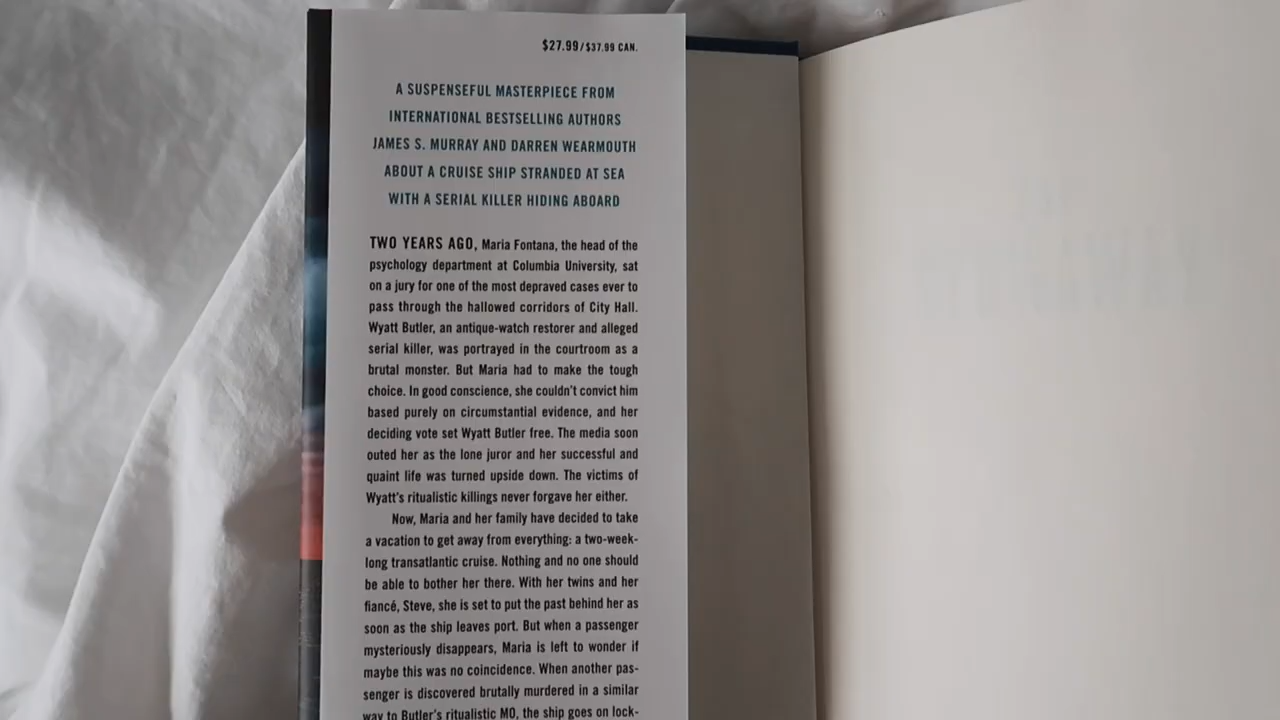 $27.99/$37.99 CAN.
A SUSPENSEFUL MASTERPIECE FROM
INTERNATIONAL BESTSELLING AUTHORS
JAMES S. MURRAY AND DARREN WEARMOUTH
ABOUT A CRUISE SHIP STRANDED AT SEA
WITH A SERIAL KILLER HIDING ABOARD
TWO YEARS AGO, Maria Fontana, the head of the
psychology department at Columbia University, sat
on a jury for one of the most depraved cases ever to
pass through the hallowed corridors of City Hall.
Wyatt Butler, an antique-watch restorer and alleged
serial killer, was portrayed in the courtroom as a
brutal monster. But Maria had to make the tough
choice. In good conscience, she couldn't convict him
based purely on circumstantial evidence, and her
deciding vote set Wyatt Butler free. The media soon
outed her as the lone juror and her successful and
quaint life was turned upside down. The victims of
Wyatt's ritualistic killings never forgave her either.
Now, Maria and her family have decided to take
a vacation to get away from everything: a two-week-
long transatlantic cruise. Nothing and no one should
be able to bother her there. With her twins and her
fiancé, Steve, she is set to put the past behind her as
soon as the ship leaves port. But when a passenger
mysteriously disappears, Maria is left to wonder if
maybe this was no coincidence. When another pas-
senger is discovered brutally murdered in a similar
way to Butler's ritualistic MO, the ship goes on lock-